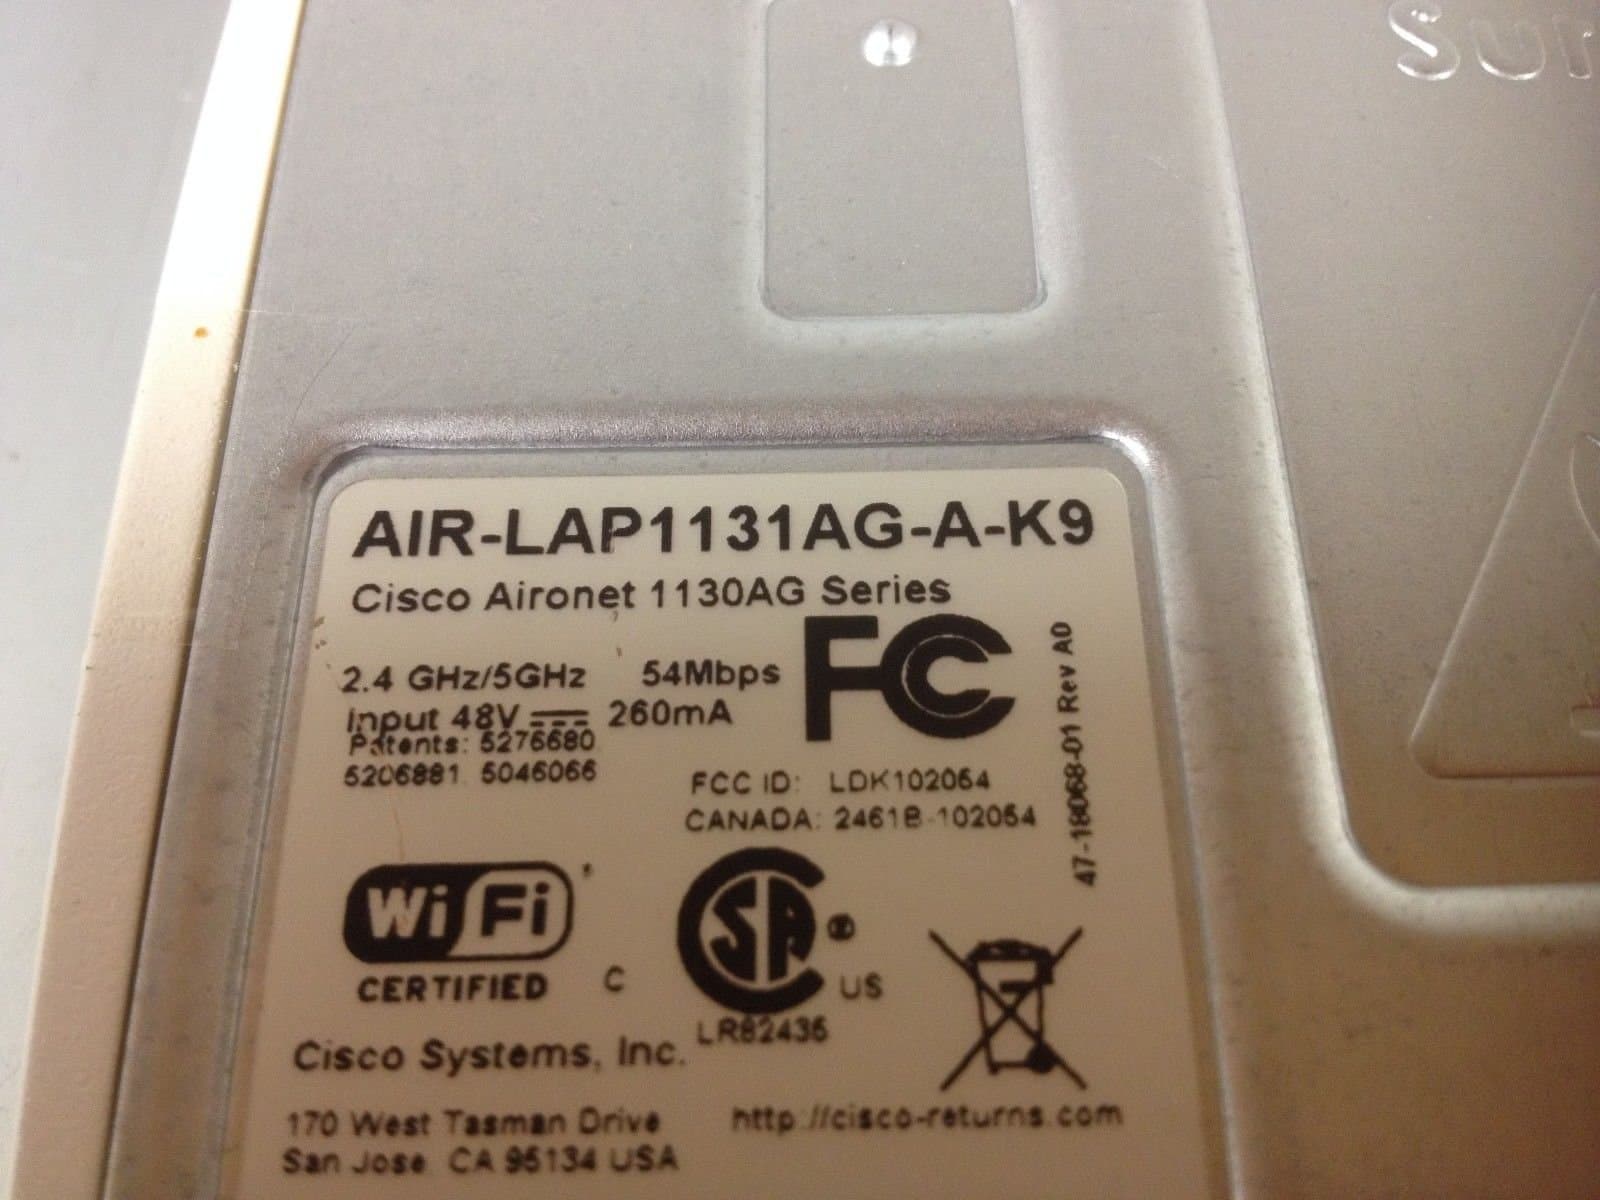 Sur
AIR-LAP1131AG-A-K9
Cisco Aironet 1130AG Series
2.4 GHz/5GHz 54Mbps
Input 48V 260mA
Patents: 5276680
5206881 5046066
FC
FCC ID: LDK102054
CANADA: 2461B-102054
47-18068-01 Rev A0
Wi Fi
CERTIFIED
C SA ® US
LR82436
Cisco Systems, Inc.
170 West Tasman Drive
San Jose CA 95134 USA
http://cisco-returns.com